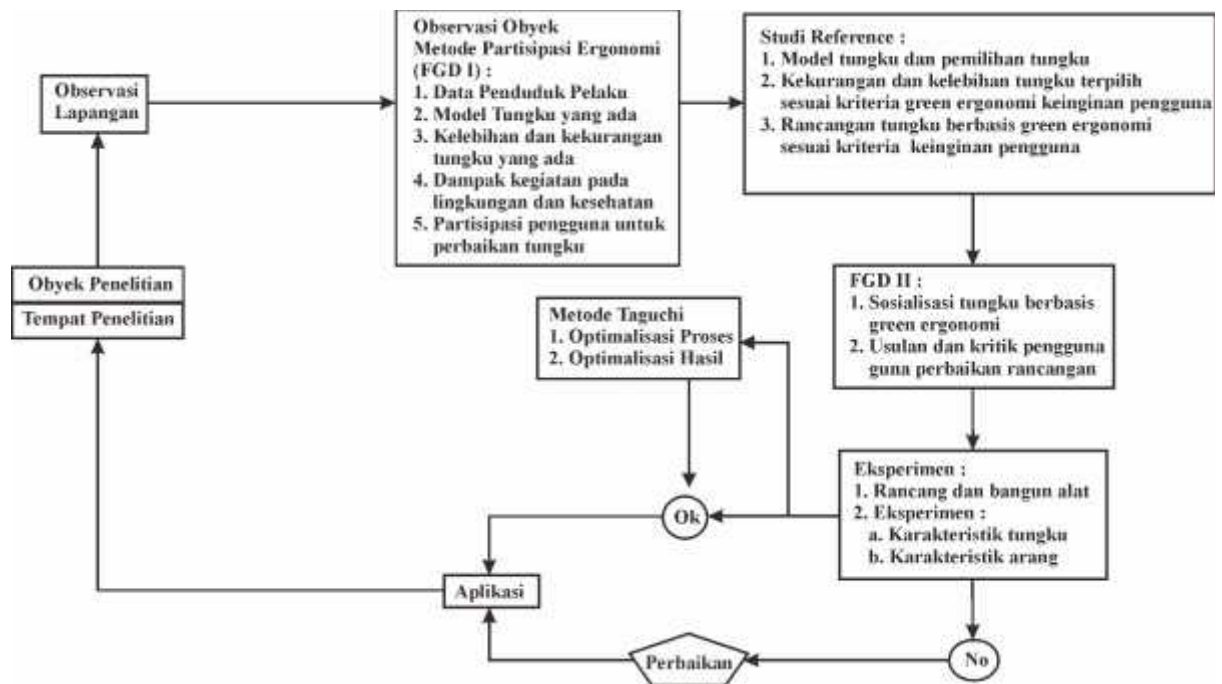 Observasi Lapangan
Observasi Obyek
Metode Partisipasi Ergonomi
(FGD I) :
1. Data Penduduk Pelaku
2. Model Tungku yang ada
3. Kelebihan dan kekurangan
tungku yang ada
4. Dampak kegiatan pada
lingkungan dan kesehatan
5. Partisipasi pengguna untuk
perbaikan tungku
Studi Reference :
1. Model tungku dan pemilihan tungku
2. Kekurangan dan kelebihan tungku terpilih
sesuai kriteria green ergonomi keinginan pengguna
3. Rancangan tungku berbasis green ergonomi
sesuai kriteria keinginan pengguna
Obyek Penelitian
Tempat Penelitian
FGD II :
1. Sosialisasi tungku berbasis
green ergonomi
2. Usulan dan kritik pengguna
guna perbaikan rancangan
Metode Taguchi
1. Optimalisasi Proses
2. Optimalisasi Hasil
Eksperimen :
1. Rancang dan bangun alat
2. Eksperimen :
a. Karakteristik tungku
b. Karakteristik arang
Ok
Aplikasi
Perbaikan
No